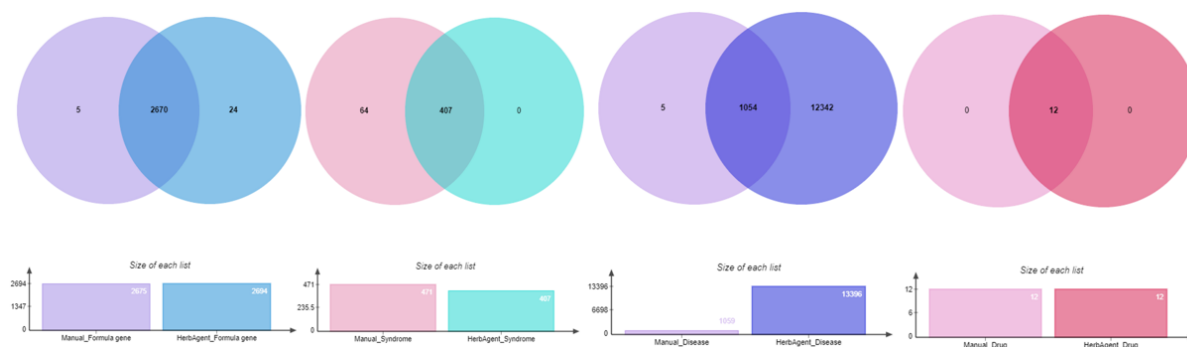 5 2670 24
64 407 0
5 1054 12342
0 12 0
Size of each list
2694
1347
0
2675
2694
Manual_Formula gene HerbAgent_Formula gene
Size of each list
471
235.5
0
471
407
Manual_Syndrome HerbAgent_Syndrome
Size of each list
13396
6698
0
1059
13396
Manual_Disease HerbAgent_Disease
Size of each list
12
6
0
12
12
Manual_Drug HerbAgent_Drug